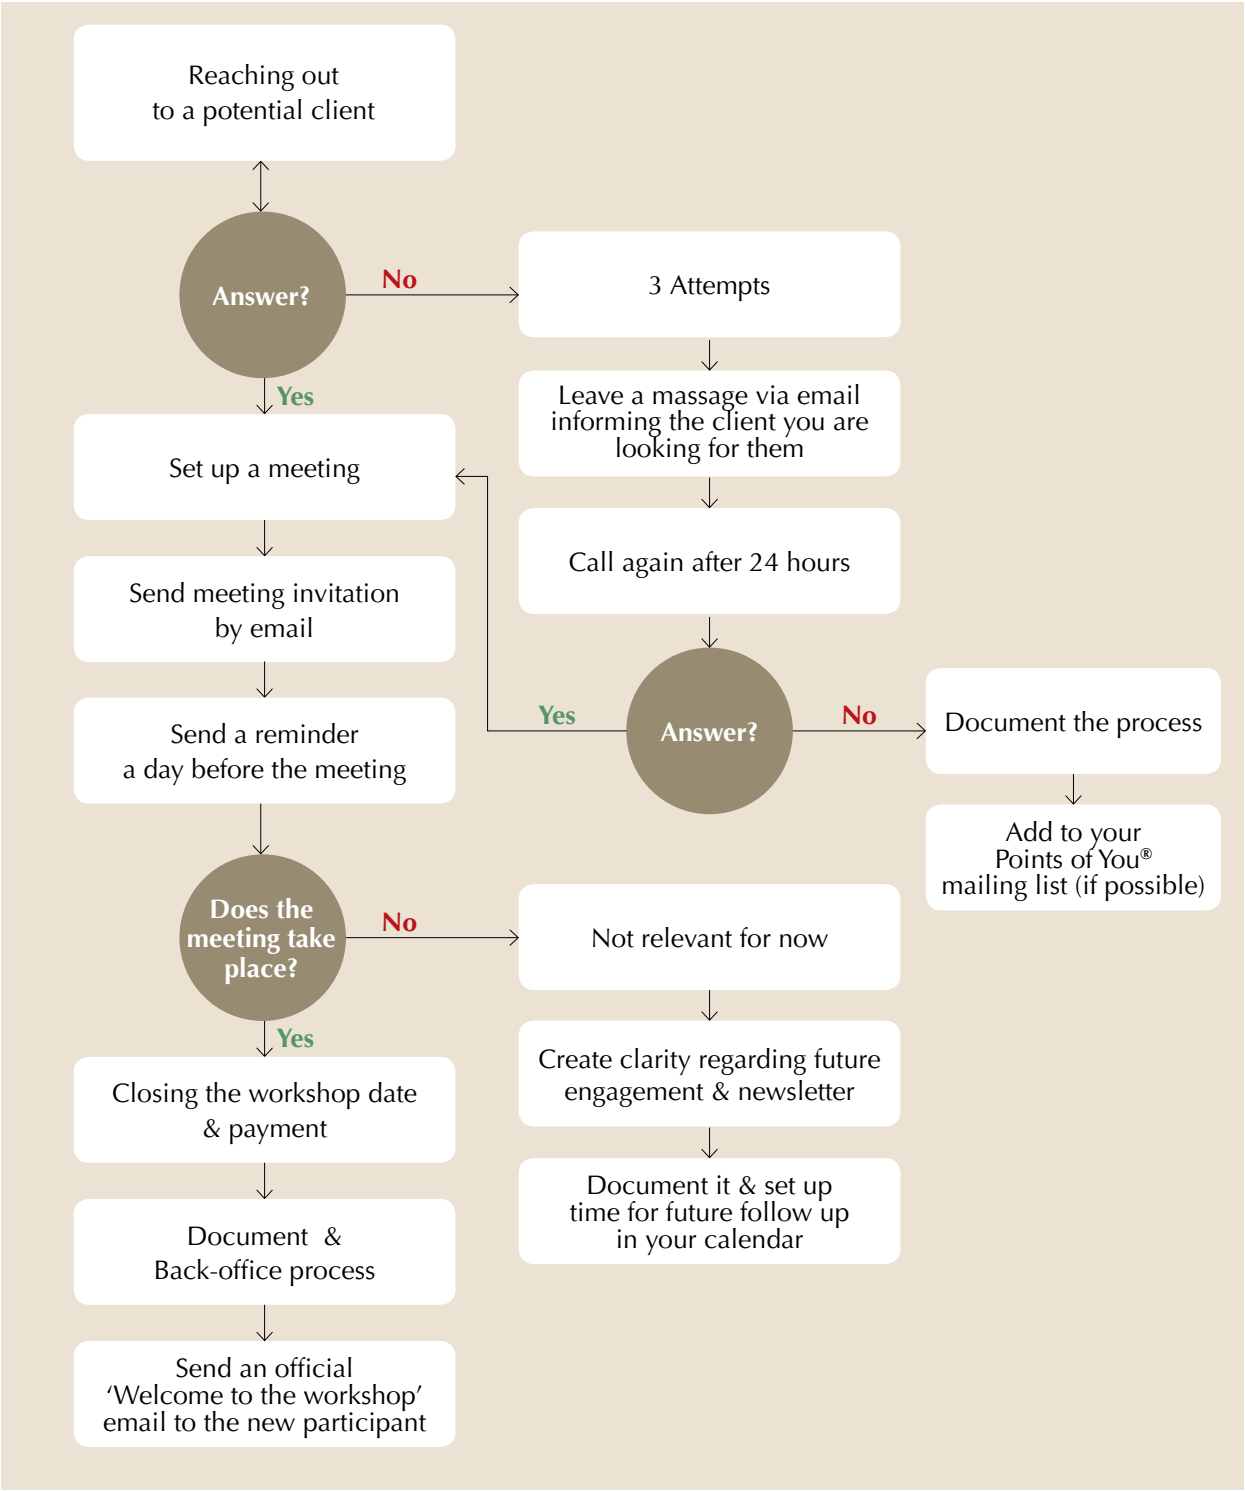 Reaching out
to a potential client
Answer?
No
3 Attempts
Yes
Leave a massage via email
informing the client you are
looking for them
Set up a meeting
Call again after 24 hours
Send meeting invitation
by email
Answer?
Yes
No
Document the process
Send a reminder
a day before the meeting
Add to your
Points of You®
mailing list (if possible)
Does the
meeting take
place?
No
Not relevant for now
Yes
Create clarity regarding future
engagement & newsletter
Closing the workshop date
& payment
Document it & set up
time for future follow up
in your calendar
Document &
Back-office process
Send an official
‘Welcome to the workshop’
email to the new participant